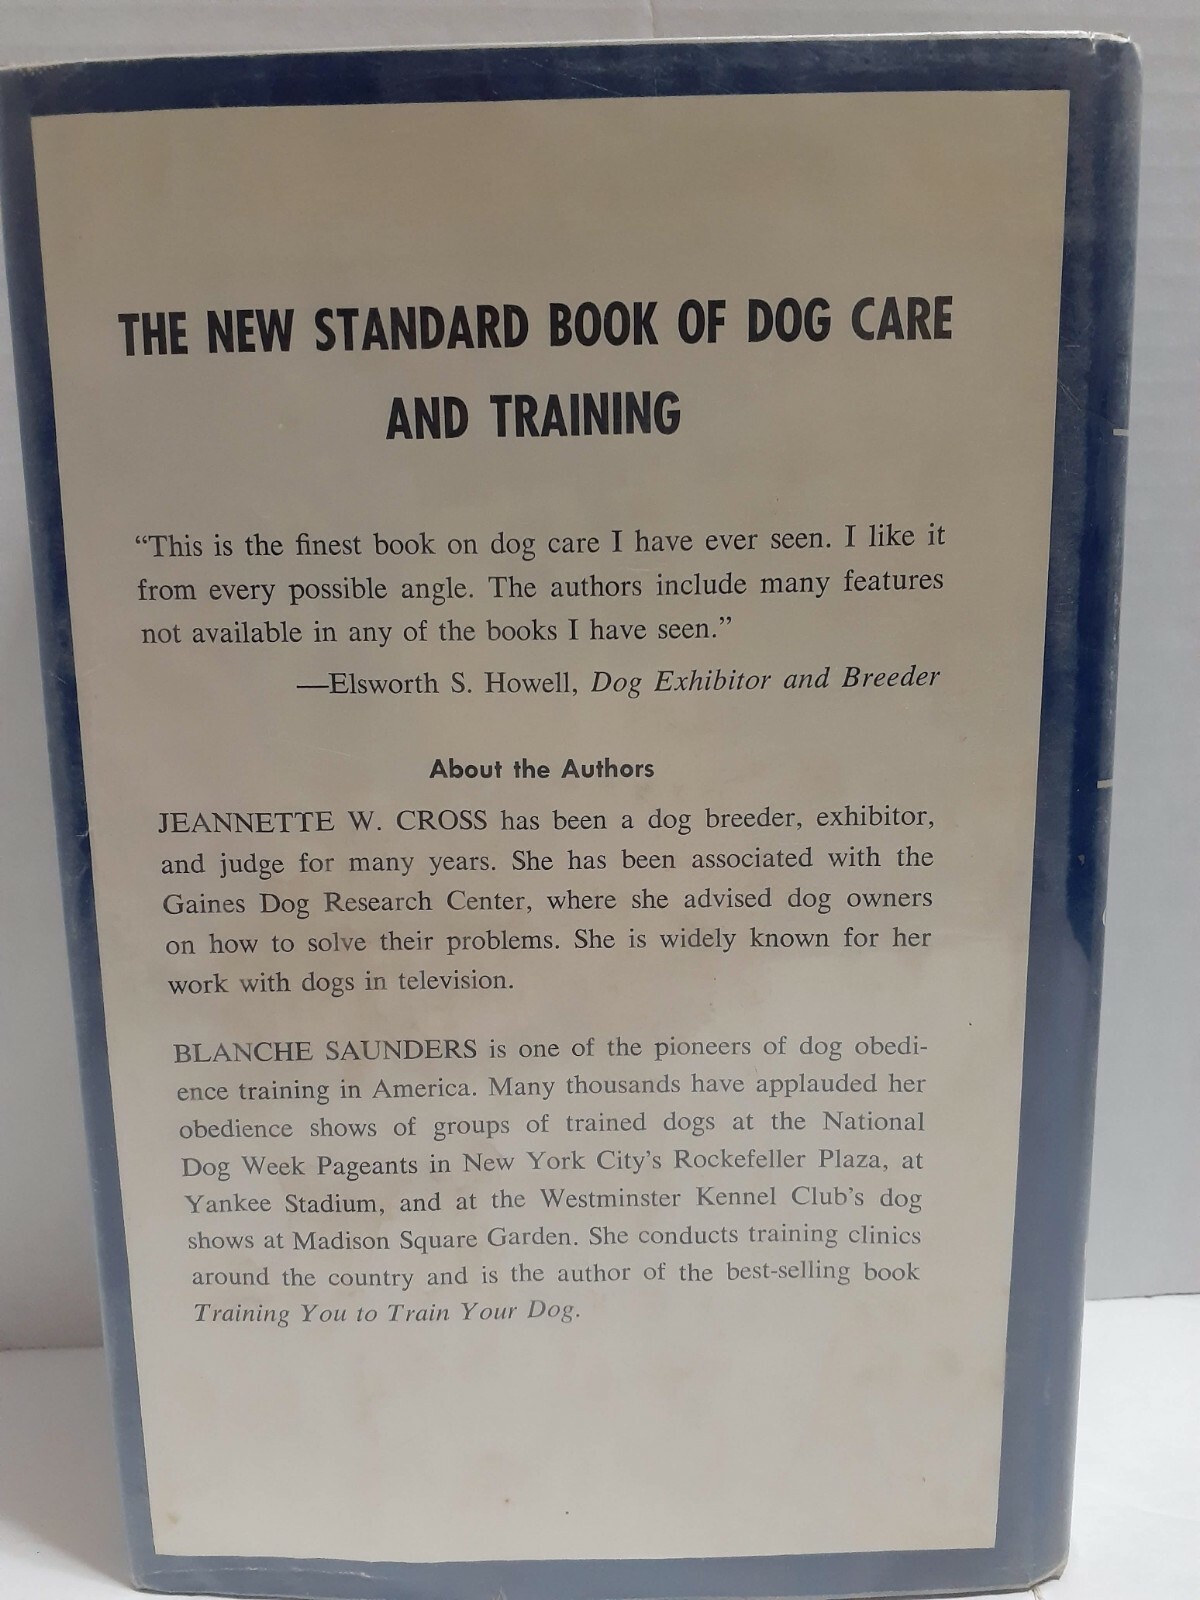 THE NEW STANDARD BOOK OF DOG CARE
AND TRAINING
“This is the finest book on dog care I have ever seen. I like it
from every possible angle. The authors include many features
not available in any of the books I have seen.”
—Elsworth S. Howell, Dog Exhibitor and Breeder
About the Authors
JEANNETTE W. CROSS has been a dog breeder, exhibitor,
and judge for many years. She has been associated with the
Gaines Dog Research Center, where she advised dog owners
on how to solve their problems. She is widely known for her
work with dogs in television.
BLANCHE SAUNDERS is one of the pioneers of dog obedi-
ence training in America. Many thousands have applauded her
obedience shows of groups of trained dogs at the National
Dog Week Pageants in New York City’s Rockefeller Plaza, at
Yankee Stadium, and at the Westminster Kennel Club’s dog
shows at Madison Square Garden. She conducts training clinics
around the country and is the author of the best-selling book
Training You to Train Your Dog.